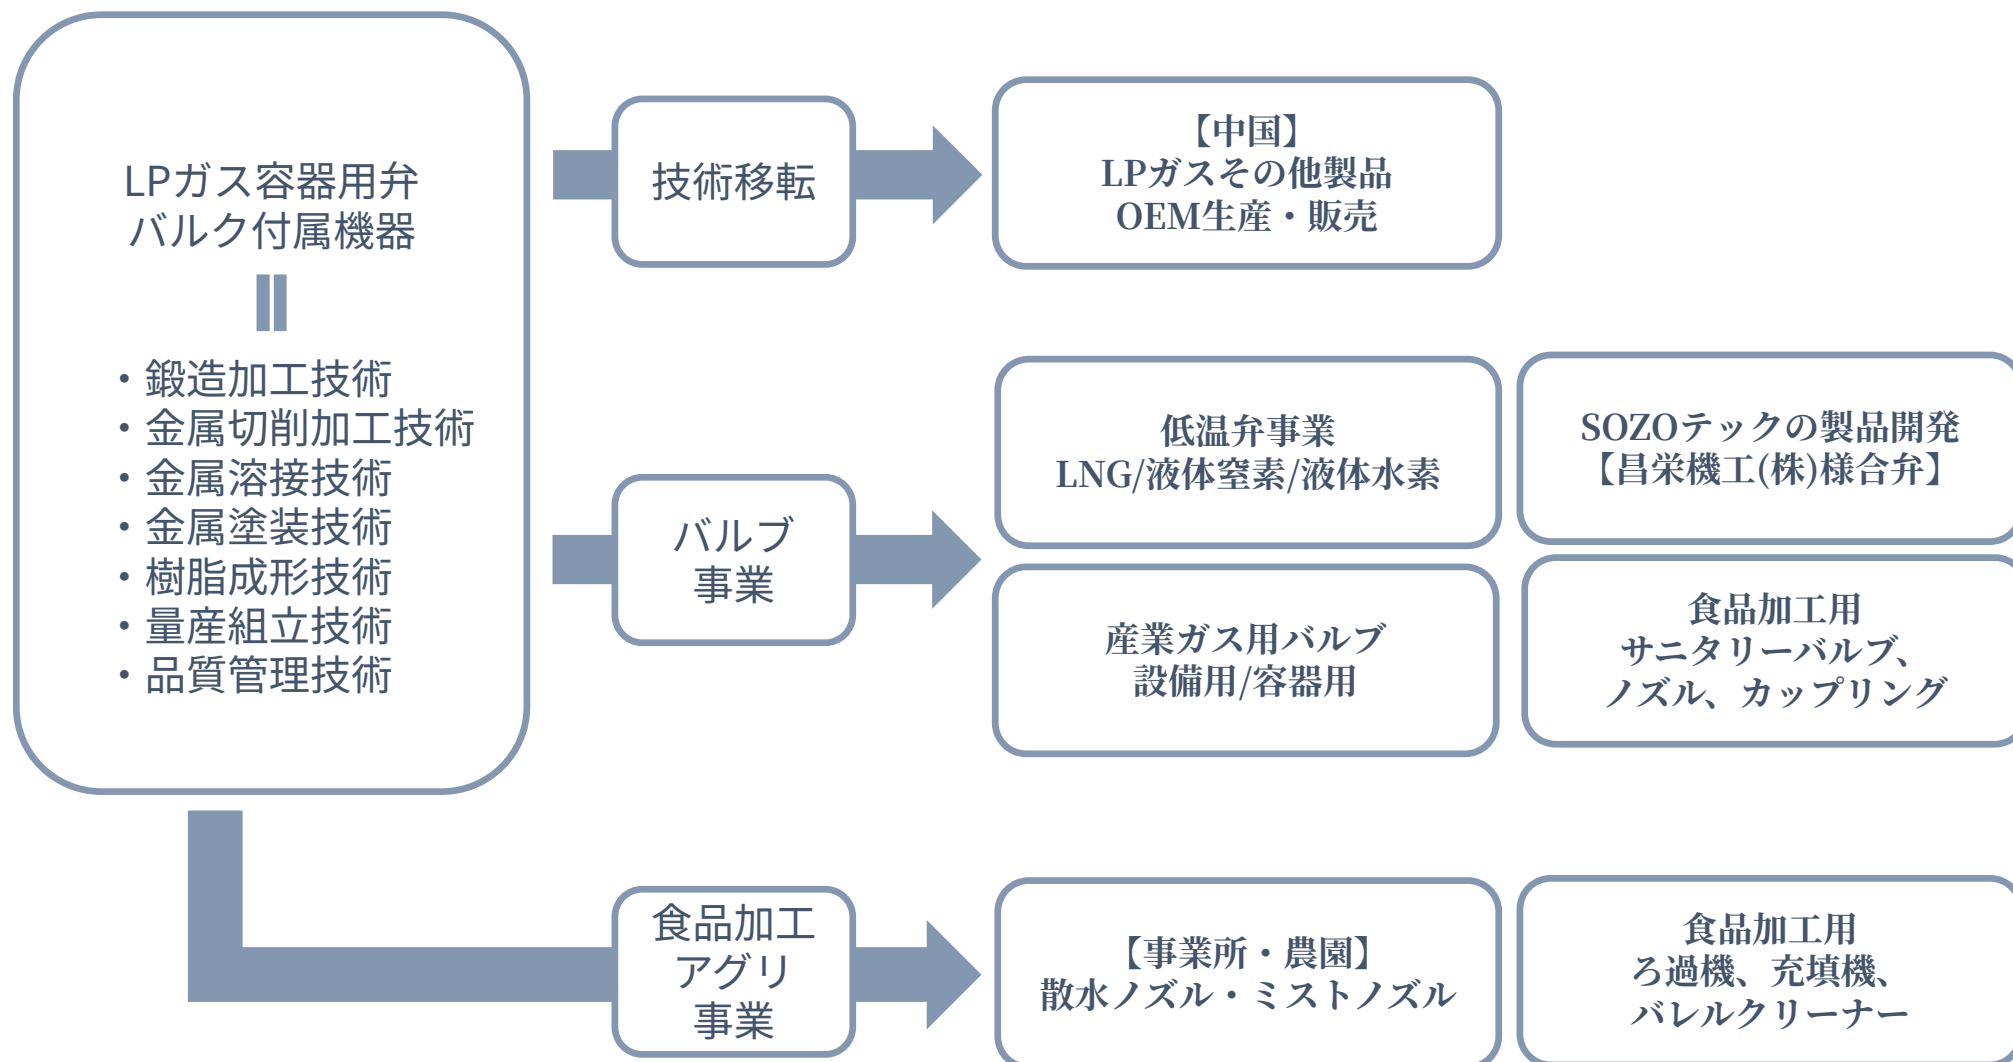 LPガス容器用弁
バルク付属機器
・鍛造加工技術
・金属切削加工技術
・金属溶接技術
・金属塗装技術
・樹脂成形技術
・量産組立技術
・品質管理技術
技術移転
【中国】
LPガスその他製品
OEM生産・販売
バルブ
事業
低温弁事業
LNG/液体窒素/液体水素
SOZOテックの製品開発
【昌栄機工(株)様合弁】
産業ガス用バルブ
設備用/容器用
食品加工用
サニタリーバルブ、
ノズル、カップリング
食品加工
アグリ
事業
【事業所・農園】
散水ノズル・ミストノズル
食品加工用
ろ過機、充填機、
バレルクリーナー